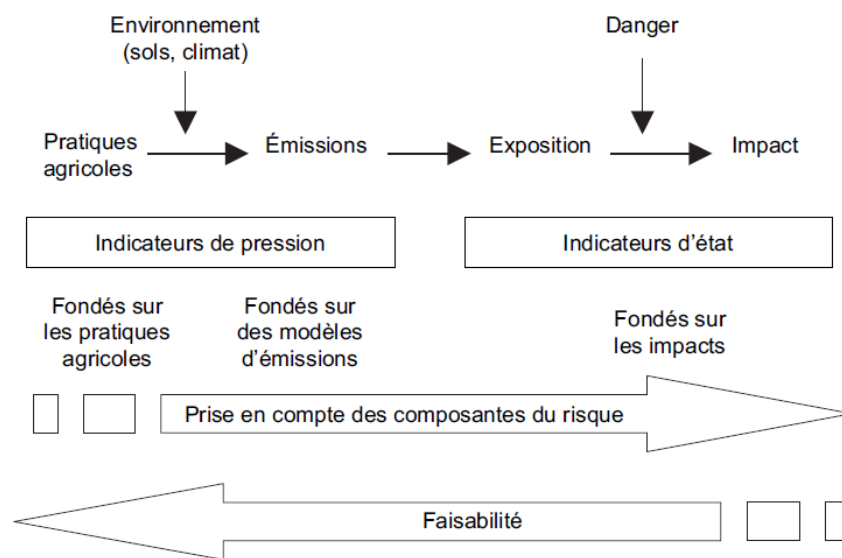 Environnement
(sols, climat)
Danger
Pratiques
agricoles
Émissions
Exposition
Impact
Indicateurs de pression
Indicateurs d'état
Fondés sur
les pratiques
agricoles
Fondés sur
des modèles
d'émissions
Fondés sur
les impacts
Prise en compte des composantes du risque
Faisabilité